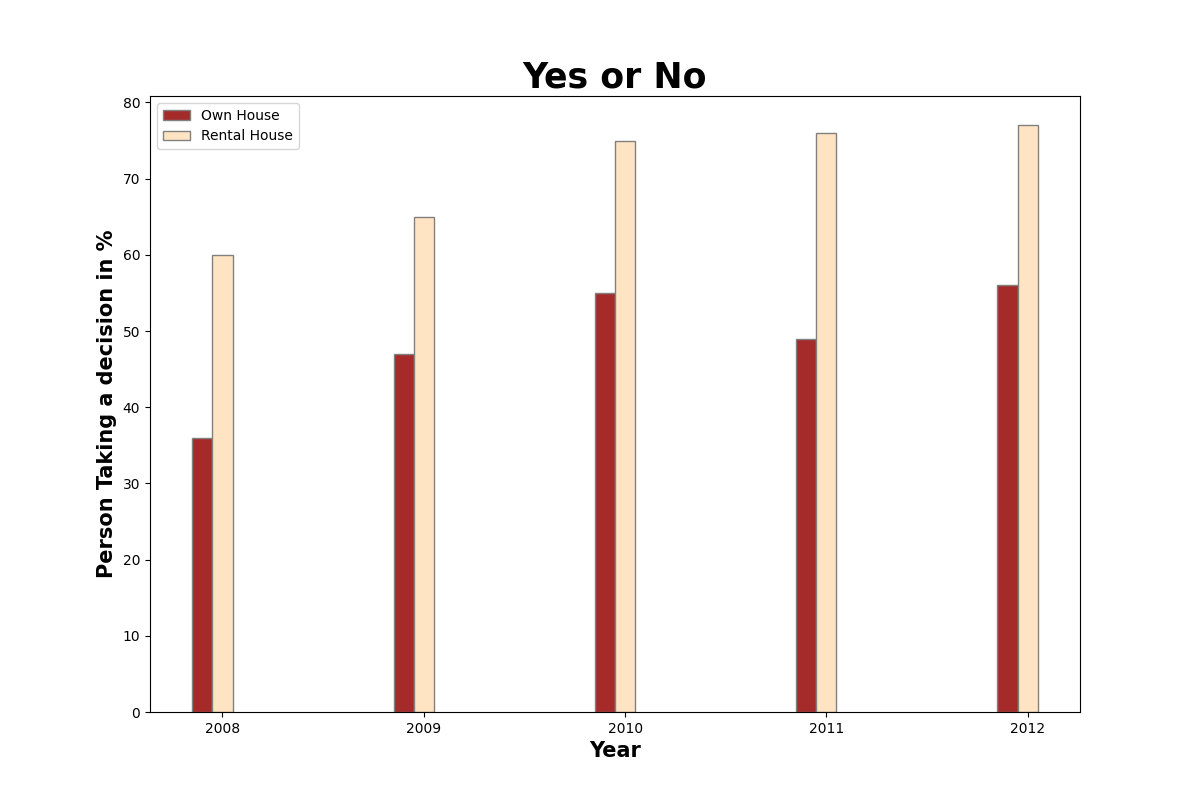 Yes or No
Own House
Rental House
Person Taking a decision in %
80
70
60
50
40
30
20
10
0
2008 2009 2010 2011 2012
Year